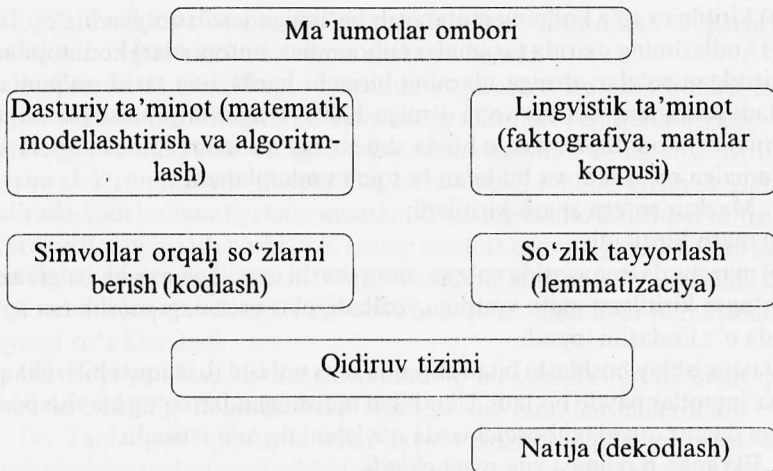 Ma’lumotlar ombori
Dasturiy ta’minot (matematik
modellashtirish va algoritm-
lash)
Lingvistik ta’minot
(faktografiya, matnlar
korpusi)
Simvollar orqali so‘zlarni
berish (kodlash)
So‘zlik tayyorlash
(lemmatizaciya)
Qidiruv tizimi
Natija (dekodlash)